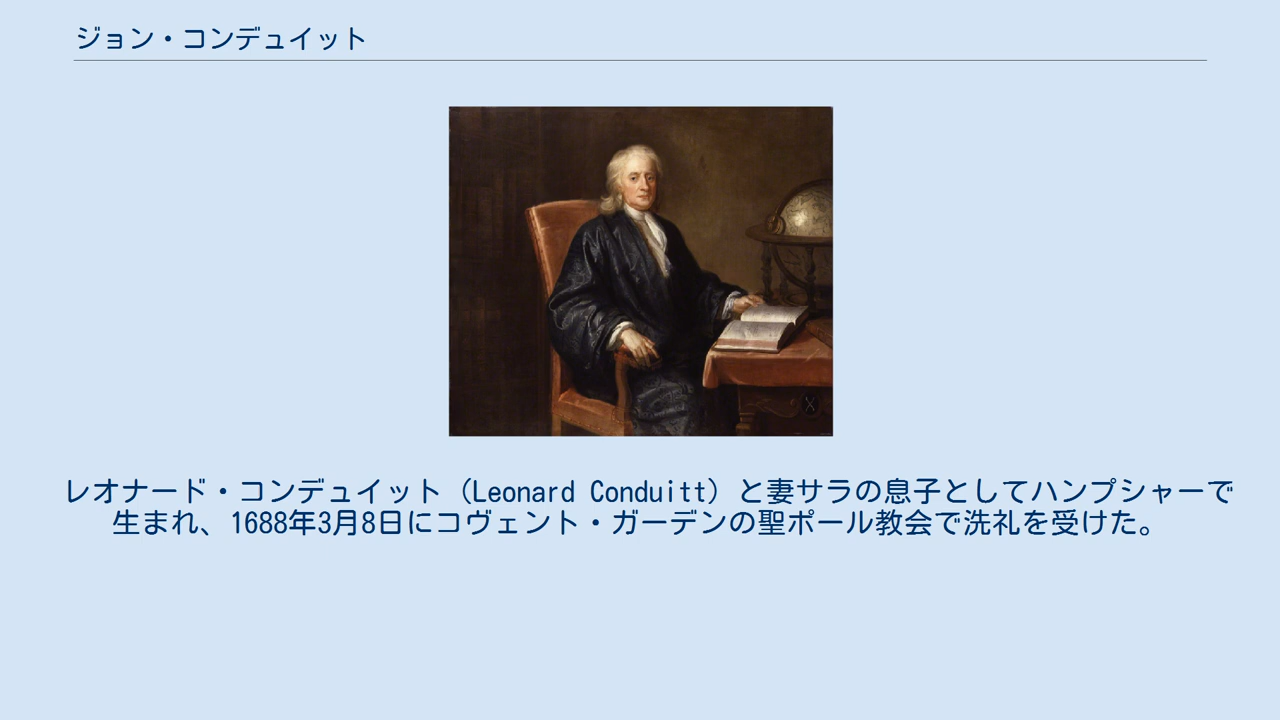 ジョン・コンデュイット
レオナード・コンデュイット（Leonard Conduitt）と妻サラの息子としてハンプシャーで
生まれ、1688年3月8日にコヴェント・ガーデンの聖ポール教会で洗礼を受けた。